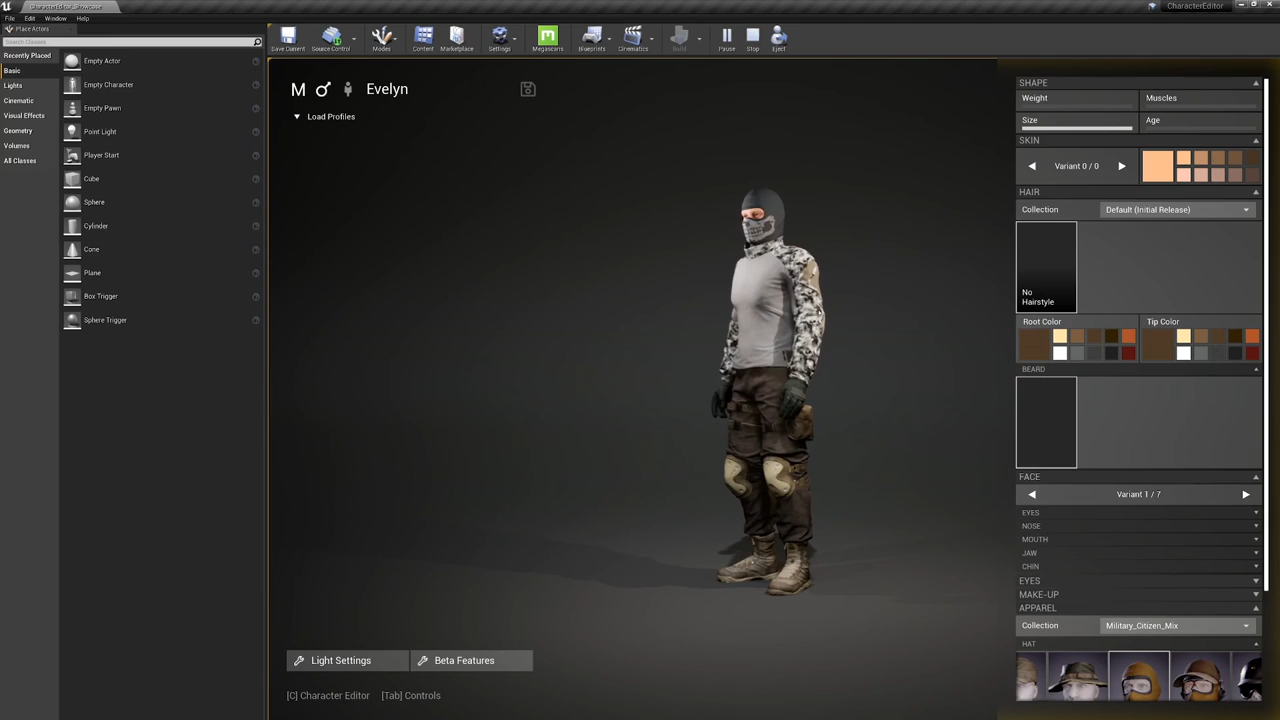 CharacterEditor_Showcase
CharacterEditor
File Edit Window Help
Place Actors
Search Classes
Recently Placed
Basic
Lights
Cinematic
Visual Effects
Geometry
Volumes
All Classes
Empty Actor
Empty Character
Empty Pawn
Point Light
Player Start
Cube
Sphere
Cylinder
Cone
Plane
Box Trigger
Sphere Trigger
Save Current Source Control Modes Content Marketplace Settings Megascans Blueprints Cinematics Build Pause Stop Eject
M Evelyn
Load Profiles
Light Settings Beta Features
[C] Character Editor [Tab] Controls
SHAPE
Weight Muscles
Size Age
SKIN
Variant 0 / 0
HAIR
Collection Default (Initial Release)
No
Hairstyle
Root Color Tip Color
BEARD
FACE
Variant 1 / 7
EYES
NOSE
MOUTH
JAW
CHIN
EYES
MAKE-UP
APPAREL
Collection Military_Citizen_Mix
HAT